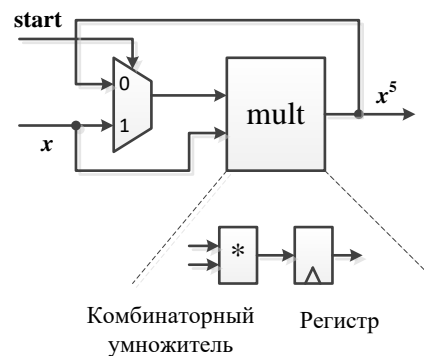 start
0
1
x
mult
x⁵
*
Комбинаторный
умножитель
Регистр